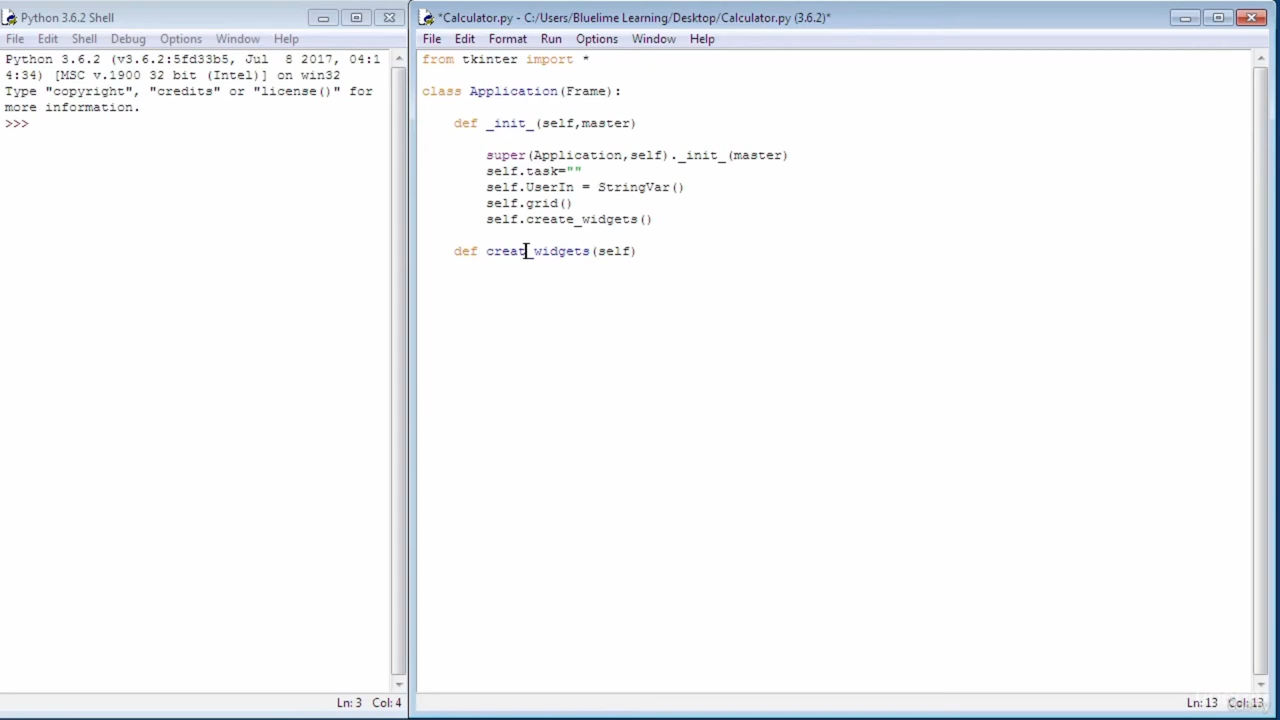 Python 3.6.2 Shell
File Edit Shell Debug Options Window Help
Python 3.6.2 (v3.6.2:5fd33b5, Jul  8 2017, 04:1
4:34) [MSC v.1900 32 bit (Intel)] on win32
Type "copyright", "credits" or "license()" for
more information.
>>>
Ln: 3 Col: 4
*Calculator.py - C:/Users/Bluelime Learning/Desktop/Calculator.py (3.6.2)*
File Edit Format Run Options Window Help
from tkinter import *
class Application(Frame):
def _init_(self,master)
super(Application,self)._init_(master)
self.task=""
self.UserIn = StringVar()
self.grid()
self.create_widgets()
def creat_widgets(self)
Ln: 13 Col: 13